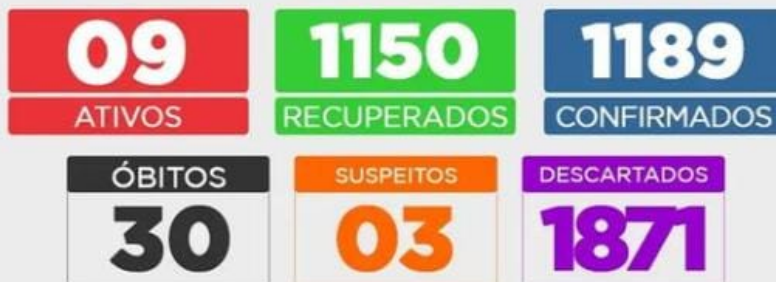 09 1150 1189
ATIVOS RECUPERADOS CONFIRMADOS
ÓBITOS SUSPEITOS DESCARTADOS
30 03 1871